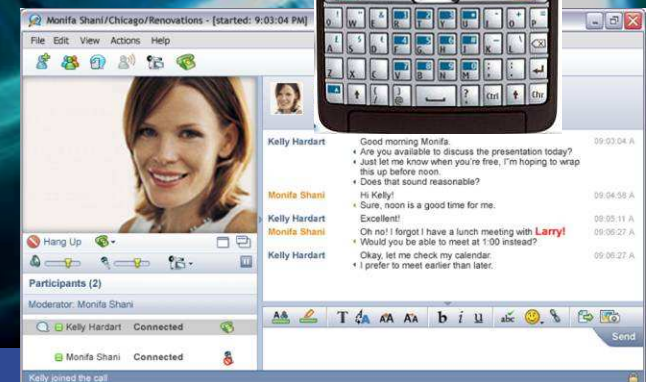 Monifa Shani/Chicago/Renovations - [started: 9:03:04 PM]
File Edit View Actions Help
Kelly Hardart Good morning Monifa. 09:03:04 A
Are you available to discuss the presentation today?
Just let me know when you're free, I"m hoping to wrap
this up before noon.
Does that sound reasonable?
Monifa Shani Hi Kelly! 09:04:56 A
Sure, noon is a good time for me.
Kelly Hardart Excellent! 09:05:11 A
Monifa Shani Oh no! I forgot I have a lunch meeting with Larry! 09:06:27 A
Would you be able to meet at 1:00 instead?
Kelly Hardart Okay, let me check my calendar. 09:06:27 A
I prefer to meet earlier than later.
Hang Up
Participants (2)
Moderator: Monifa Shani
Kelly Hardart Connected
Monifa Shani Connected
T A AA AA b i u abc
Send
Kelly joined the call